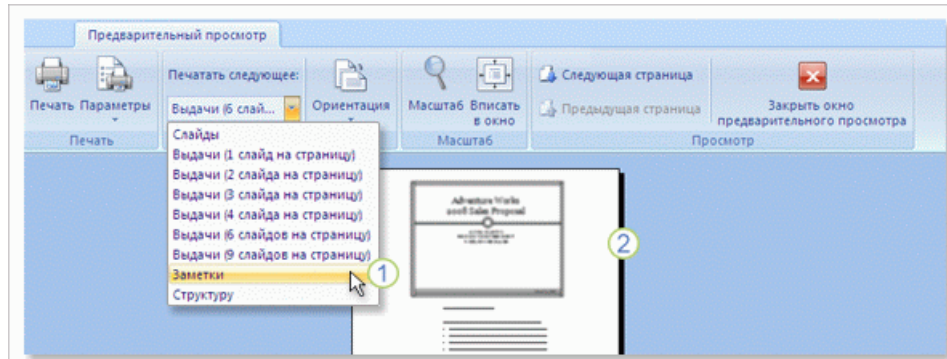 Предварительный просмотр
Печатать следующее:
Следующая страница
Печать Параметры
Выдачи (6 слай...
Ориентация
Масштаб Вписать в окно
Предыдущая страница
Закрыть окно
предварительного просмотра
Печать
Масштаб
Просмотр
Слайды
Выдачи (1 слайд на страницу)
Выдачи (2 слайда на страницу)
Выдачи (3 слайда на страницу)
Выдачи (4 слайда на страницу)
Выдачи (6 слайдов на страницу)
Выдачи (9 слайдов на страницу)
Заметки
1
Структуру
Adventure Works
2008 Sales Proposal
2